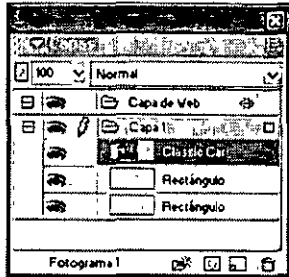 100 Normal
Capa de Web
Capa 1
Classic Car
Rectángulo
Rectángulo
Fotograma 1